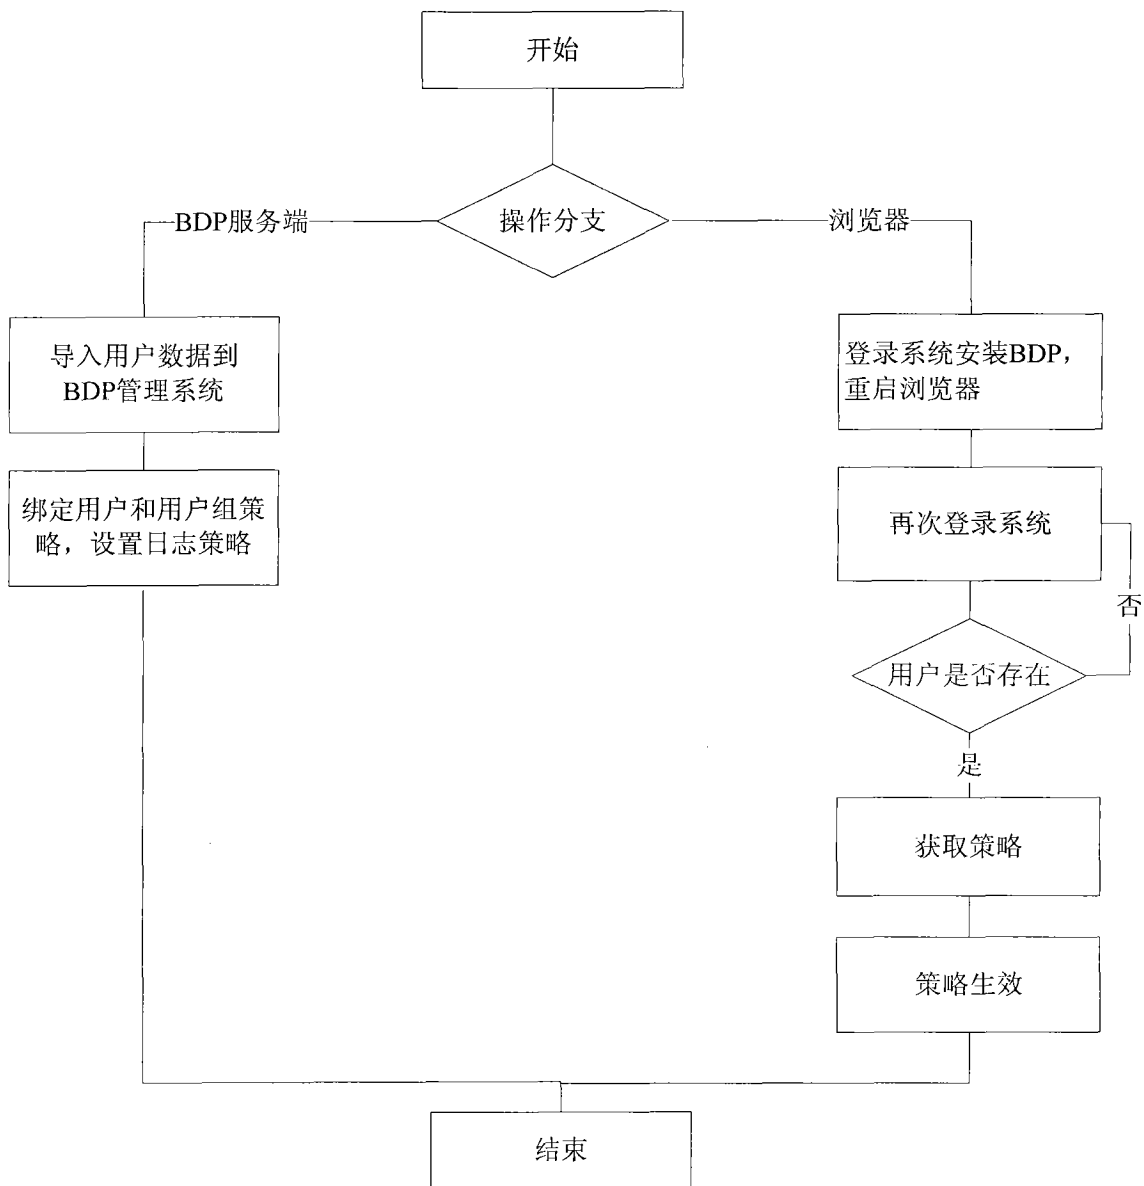 开始
操作分支
BDP服务端
浏览器
导入用户数据到
BDP管理系统
绑定用户和用户组策
略，设置日志策略
登录系统安装BDP，
重启浏览器
再次登录系统
否
用户是否存在
是
获取策略
策略生效
结束